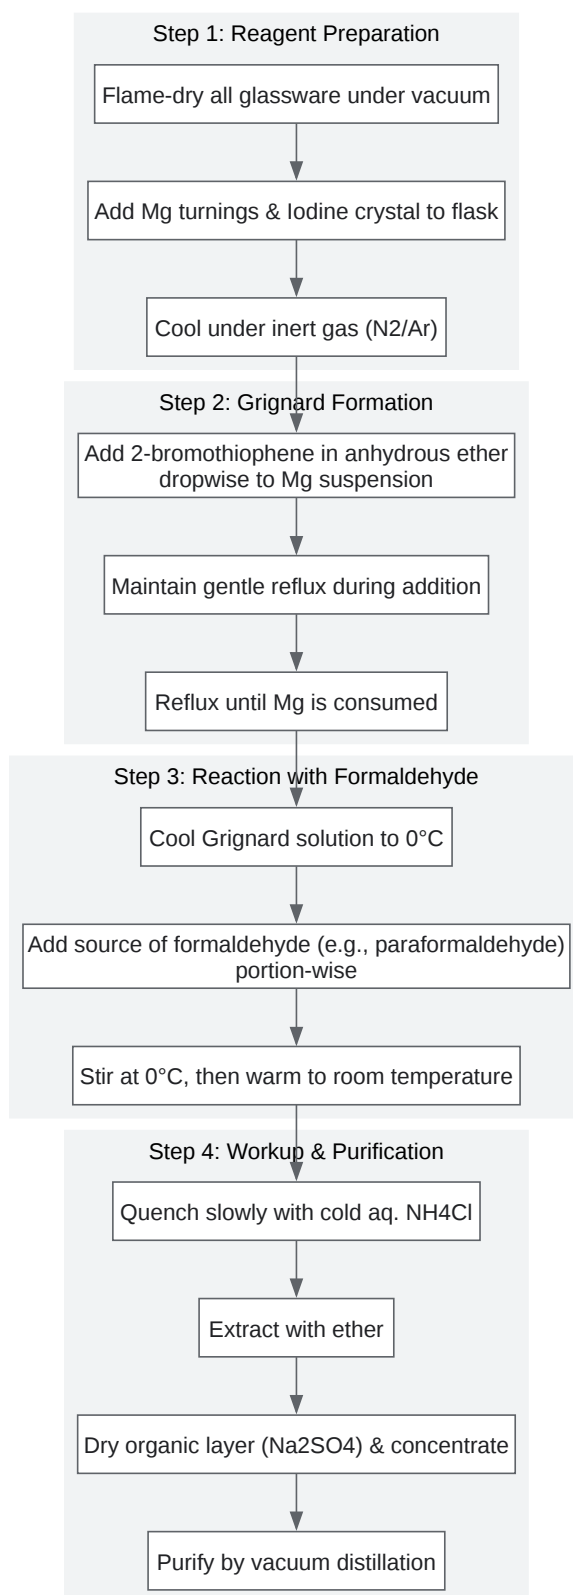 Step 1: Reagent Preparation
Flame-dry all glassware under vacuum
Add Mg turnings & Iodine crystal to flask
Cool under inert gas (N2/Ar)
Step 2: Grignard Formation
Add 2-bromothiophene in anhydrous ether
dropwise to Mg suspension
Maintain gentle reflux during addition
Reflux until Mg is consumed
Step 3: Reaction with Formaldehyde
Cool Grignard solution to 0°C
Add source of formaldehyde (e.g., paraformaldehyde)
portion-wise
Stir at 0°C, then warm to room temperature
Step 4: Workup & Purification
Quench slowly with cold aq. NH4Cl
Extract with ether
Dry organic layer (Na2SO4) & concentrate
Purify by vacuum distillation